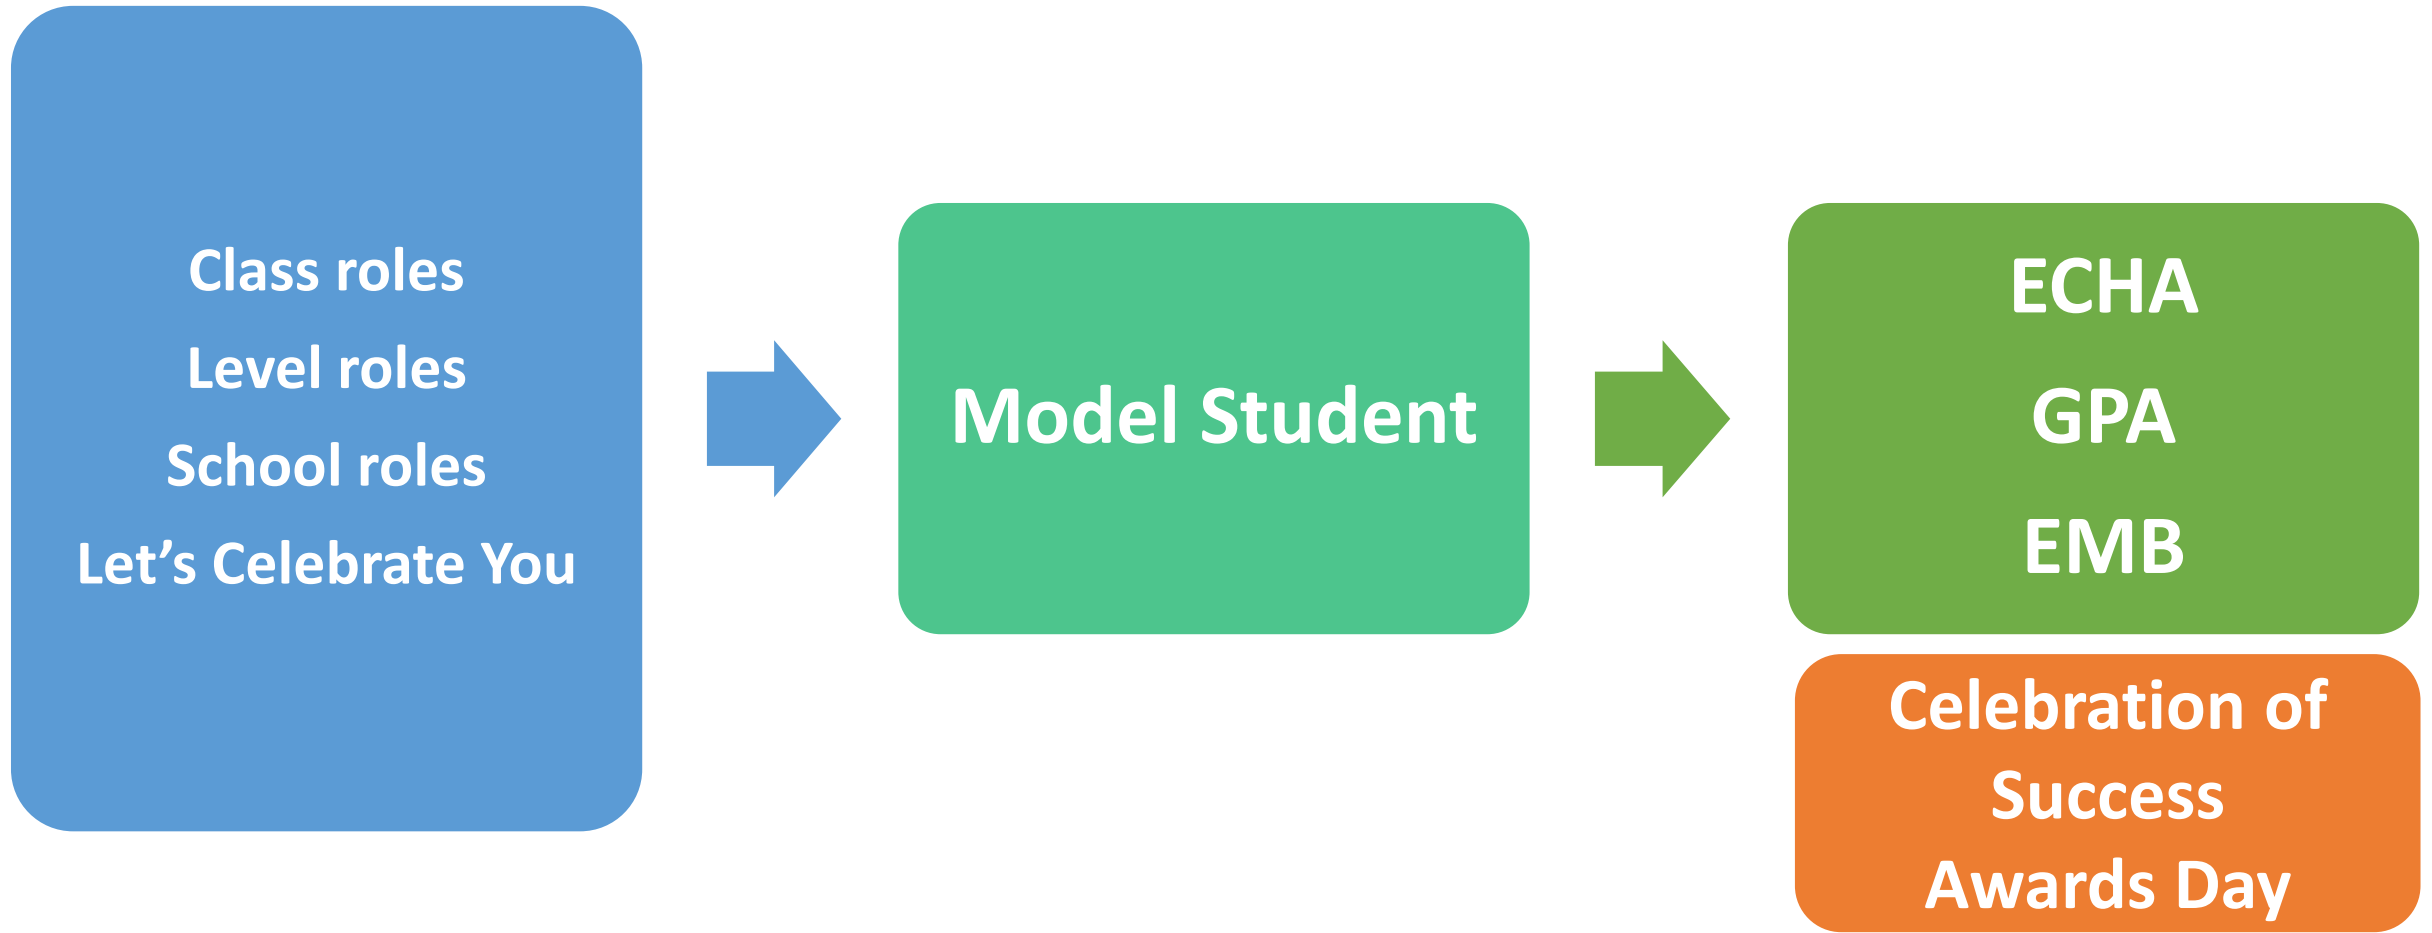 Class roles
Level roles
School roles
Let’s Celebrate You
Model Student
ECHA
GPA
EMB
Celebration of
Success
Awards Day